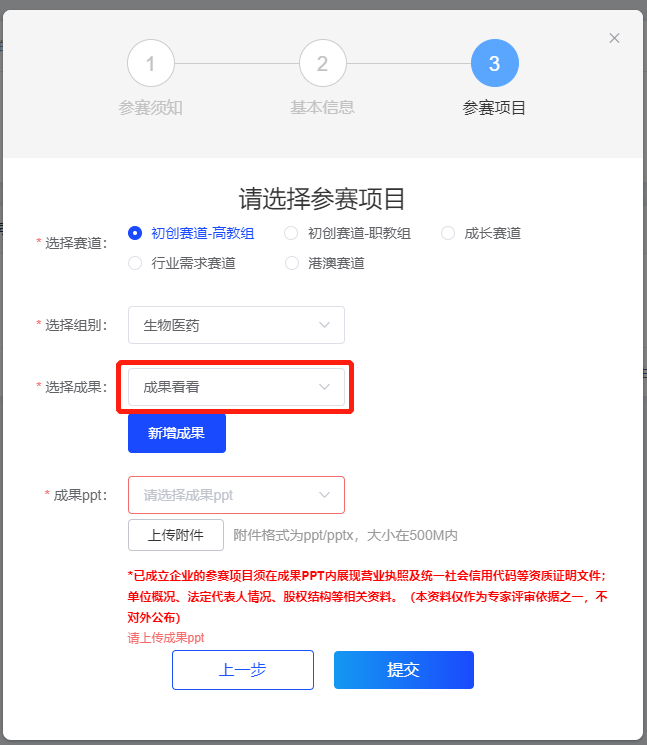 1
2
3
参赛须知
基本信息
参赛项目
请选择参赛项目
*选择赛道：
初创赛道-高教组
初创赛道-职教组
成长赛道
行业需求赛道
港澳赛道
*选择组别：
生物医药
*选择成果：
成果看看
新增成果
*成果ppt：
请选择成果ppt
上传附件
附件格式为ppt/pptx，大小在500M内
*已成立企业的参赛项目须在成果PPT内展现营业执照及统一社会信用代码等资质证明文件；
单位概况、法定代表人情况、股权结构等相关资料。（本资料仅作为专家评审依据之一，不
对外公布）
请上传成果ppt
上一步
提交